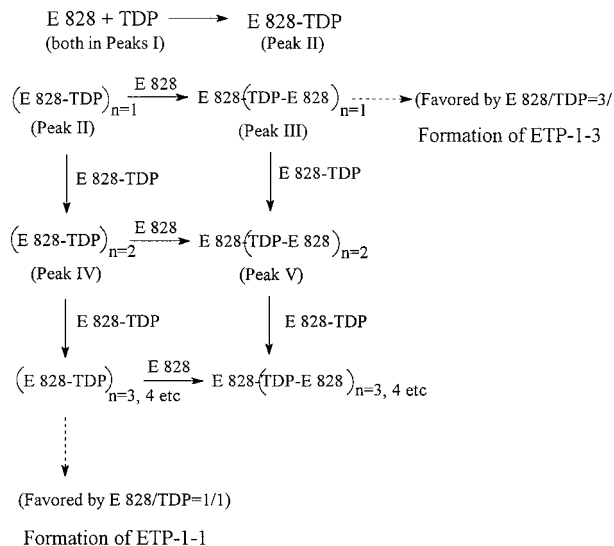 E 828 + TDP E 828-TDP
(both in Peaks I) (Peak II)
(E 828-TDP)n=1 E 828 E 828-(TDP-E 828)n=1 (Favored by E 828/TDP=3/
(Peak II) (Peak III) Formation of ETP-1-3
E 828-TDP E 828-TDP
(E 828-TDP)n=2 E 828 E 828-(TDP-E 828)n=2
(Peak IV) (Peak V)
E 828-TDP E 828-TDP
(E 828-TDP)n=3, 4 etc E 828 E 828-(TDP-E 828)n=3, 4 etc
(Favored by E 828/TDP=1/1)
Formation of ETP-1-1